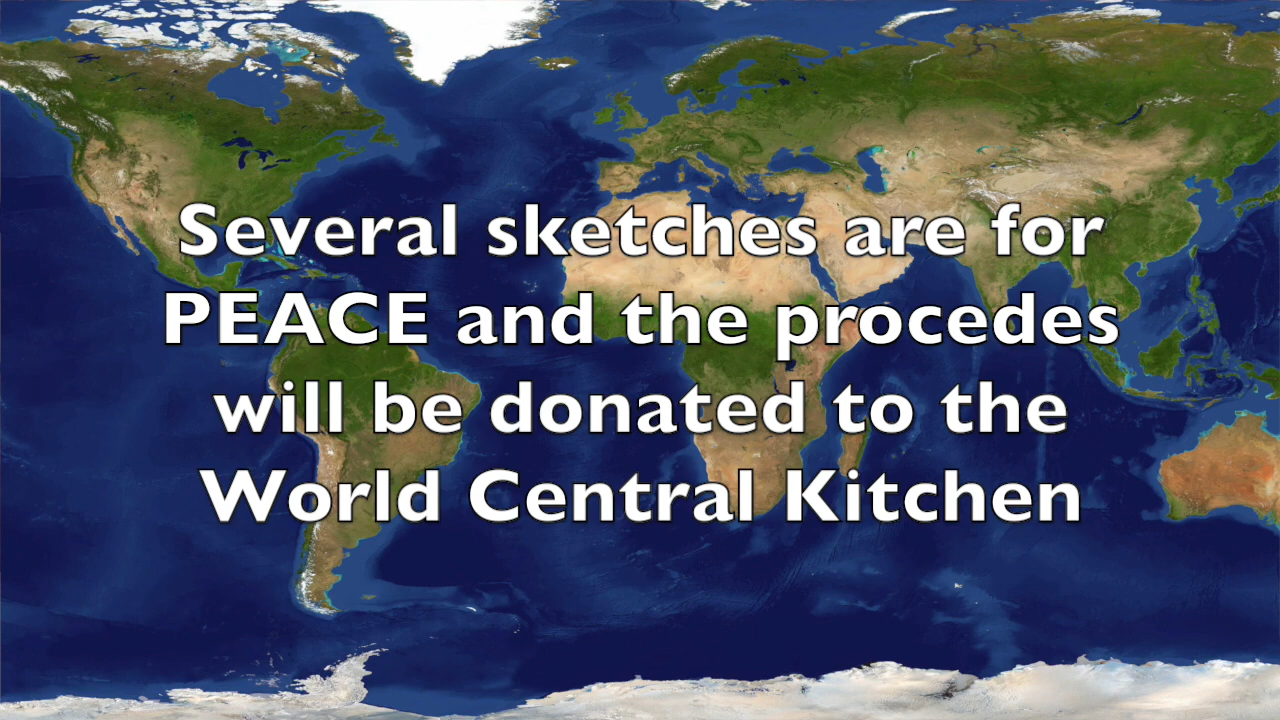 Several sketches are for
PEACE and the procedes
will be donated to the
World Central Kitchen